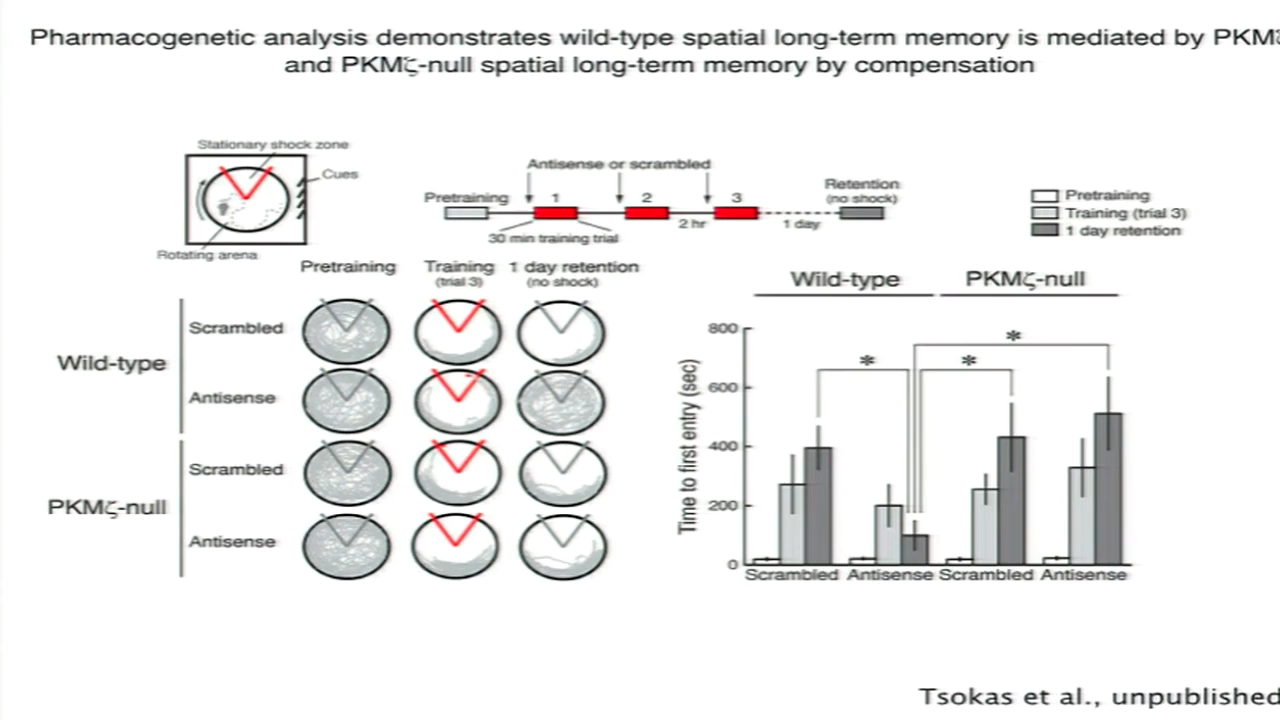 Pharmacogenetic analysis demonstrates wild-type spatial long-term memory is mediated by PKMζ
and PKMζ-null spatial long-term memory by compensation
Stationary shock zone
Cues
Rotating arena
Antisense or scrambled
Pretraining
1
2
3
Retention
(no shock)
2 hr
1 day
30 min training trial
Pretraining
Training (trial 3)
1 day retention
Pretraining
Training
(trial 3)
1 day retention
(no shock)
Wild-type
Scrambled
Antisense
PKMζ-null
Scrambled
Antisense
Wild-type
PKMζ-null
Time to first entry (sec)
800
600
400
200
0
*
*
*
Scrambled Antisense Scrambled Antisense
Tsokas et al., unpublished